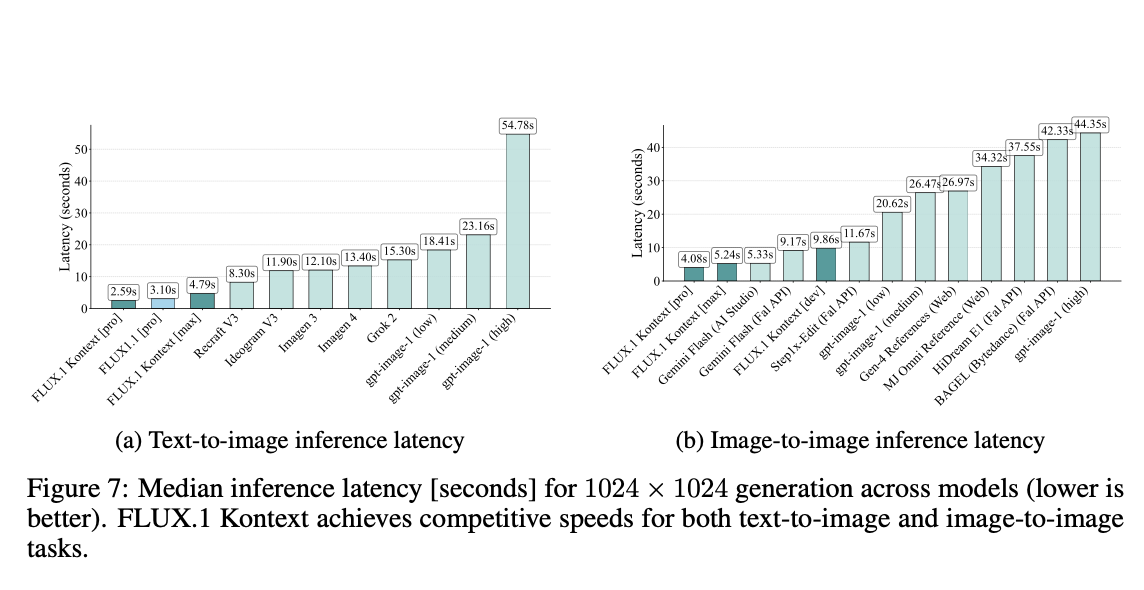 54.78s
23.16s
18.41s
15.30s
13.40s
12.10s
11.90s
8.30s
4.79s
3.10s
2.59s
Latency (seconds)
50
40
30
20
10
0
FLUX.1 Kontext [pro]
FLUX1.1 [pro]
FLUX.1 Kontext [max]
Recraft V3
Ideogram V3
Imagen 3
Imagen 4
Grok 2
gpt-image-1 (low)
gpt-image-1 (medium)
gpt-image-1 (high)
(a) Text-to-image inference latency
44.35s
42.33s
37.55s
34.32s
26.97s
26.47s
20.62s
11.67s
9.86s
9.17s
5.33s
5.24s
4.08s
Latency (seconds)
40
30
20
10
0
FLUX.1 Kontext [pro]
FLUX.1 Kontext [max]
Gemini Flash (AI Studio)
Gemini Flash (Fal API)
FLUX.1 Kontext [dev]
Step1x-Edit (Fal API)
gpt-image-1 (low)
gpt-image-1 (medium)
Gen-4 References (Web)
MJ Omni Reference (Web)
HiDream E1 (Fal API)
BAGEL (Bytedance) (Fal API)
gpt-image-1 (high)
(b) Image-to-image inference latency
Figure 7: Median inference latency [seconds] for 1024 × 1024 generation across models (lower is
better). FLUX.1 Kontext achieves competitive speeds for both text-to-image and image-to-image
tasks.